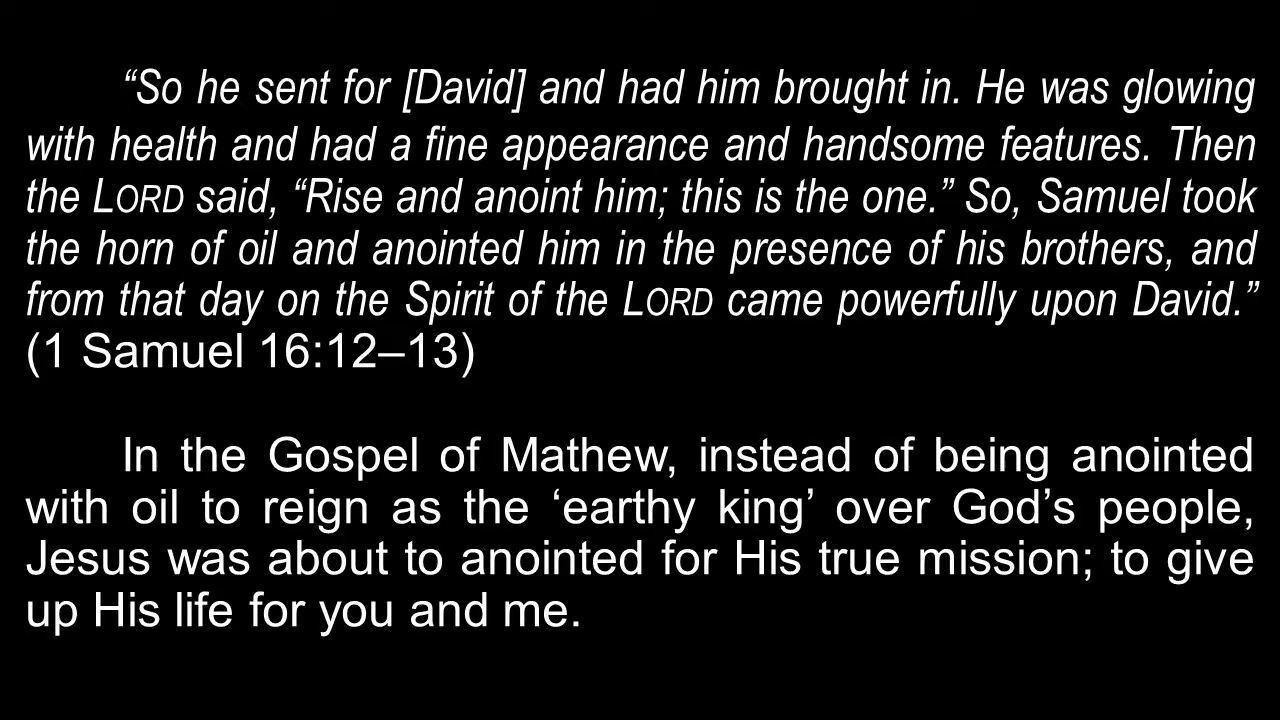 “So he sent for [David] and had him brought in. He was glowing
with health and had a fine appearance and handsome features. Then
the LORD said, “Rise and anoint him; this is the one.” So, Samuel took
the horn of oil and anointed him in the presence of his brothers, and
from that day on the Spirit of the LORD came powerfully upon David.”
(1 Samuel 16:12–13)
In the Gospel of Mathew, instead of being anointed
with oil to reign as the ‘earthy king’ over God’s people,
Jesus was about to anointed for His true mission; to give
up His life for you and me.